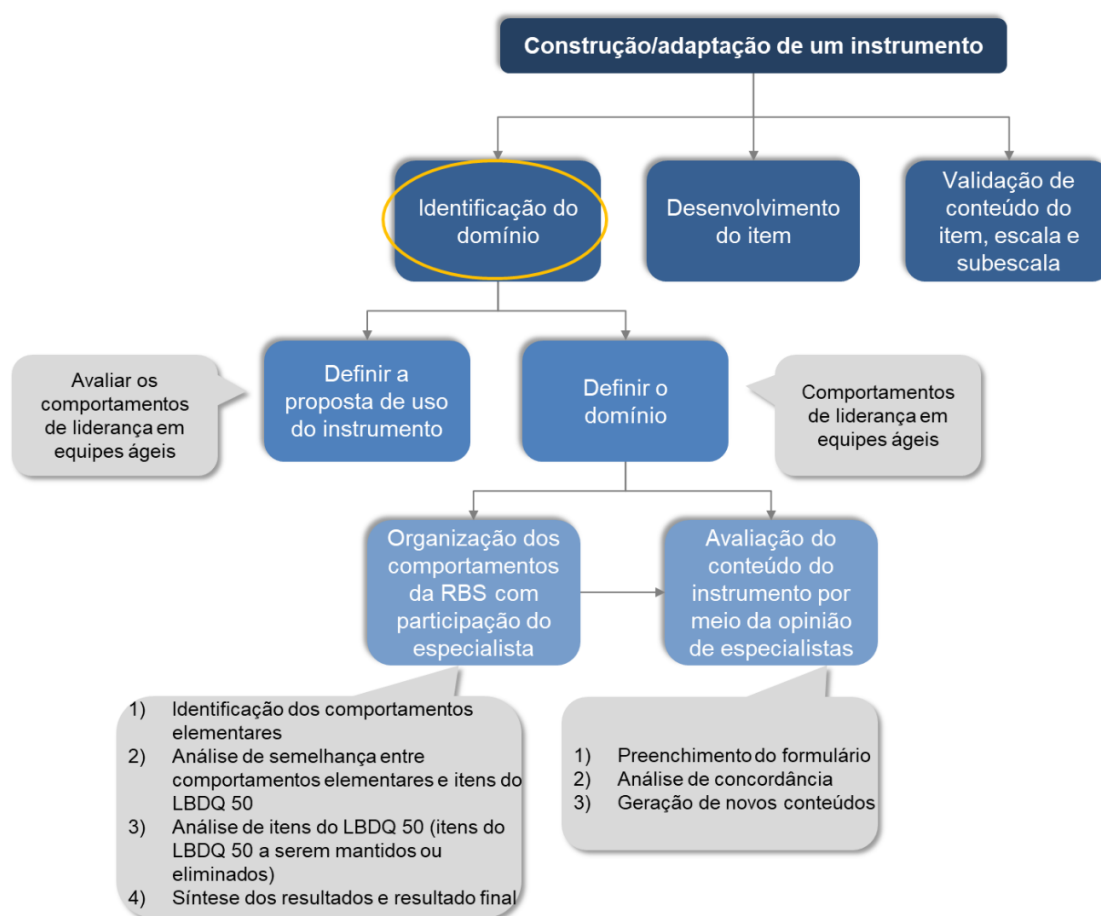 Construção/adaptação de um instrumento
Identificação do
domínio
Desenvolvimento
do item
Validação de
conteúdo do
item, escala e
subescala
Avaliar os
comportamentos
de liderança em
equipes ágeis
Definir a
proposta de uso
do instrumento
Definir o
domínio
Comportamentos
de liderança em
equipes ágeis
Organização dos
comportamentos
da RBS com
participação do
especialista
Avaliação do
conteúdo do
instrumento por
meio da opinião
de especialistas
1) Identificação dos comportamentos
elementares
2) Análise de semelhança entre
comportamentos elementares e itens do
LBDQ 50
3) Análise de itens do LBDQ 50 (itens do
LBDQ 50 a serem mantidos ou
eliminados)
4) Síntese dos resultados e resultado final
1) Preenchimento do formulário
2) Análise de concordância
3) Geração de novos conteúdos